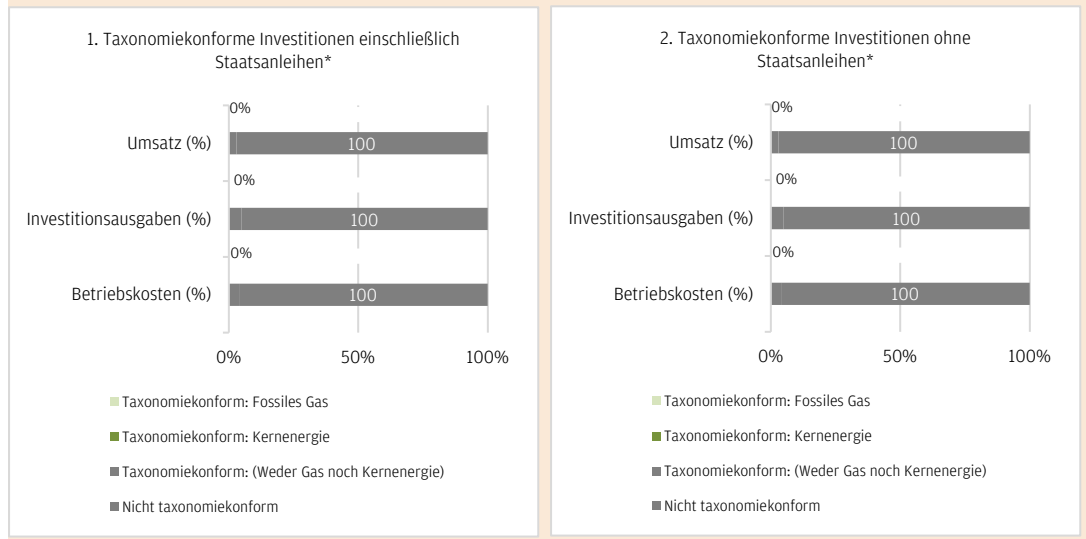 1. Taxonomiekonforme Investitionen einschließlich
Staatsanleihen*
0%
Umsatz (%)
100
0%
Investitionsausgaben (%)
100
0%
Betriebskosten (%)
100
0%
50%
100%
Taxonomiekonform: Fossiles Gas
Taxonomiekonform: Kernenergie
Taxonomiekonform: (Weder Gas noch Kernenergie)
Nicht taxonomiekonform
2. Taxonomiekonforme Investitionen ohne
Staatsanleihen*
0%
Umsatz (%)
100
0%
Investitionsausgaben (%)
100
0%
Betriebskosten (%)
100
0%
50%
100%
Taxonomiekonform: Fossiles Gas
Taxonomiekonform: Kernenergie
Taxonomiekonform: (Weder Gas noch Kernenergie)
Nicht taxonomiekonform